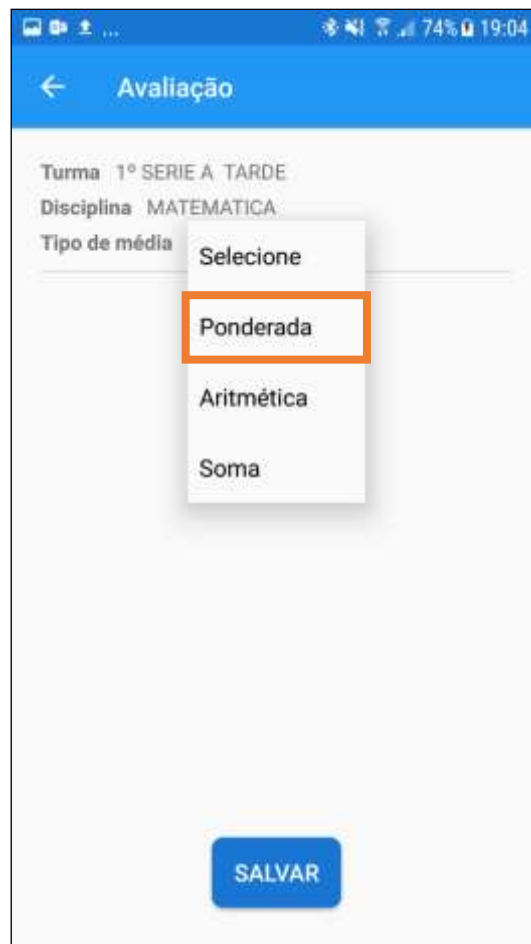 ... 74% 19:04
Avaliação
Turma 1º SERIE A TARDE
Disciplina MATEMATICA
Tipo de média
Selecione
Ponderada
Aritmética
Soma
SALVAR